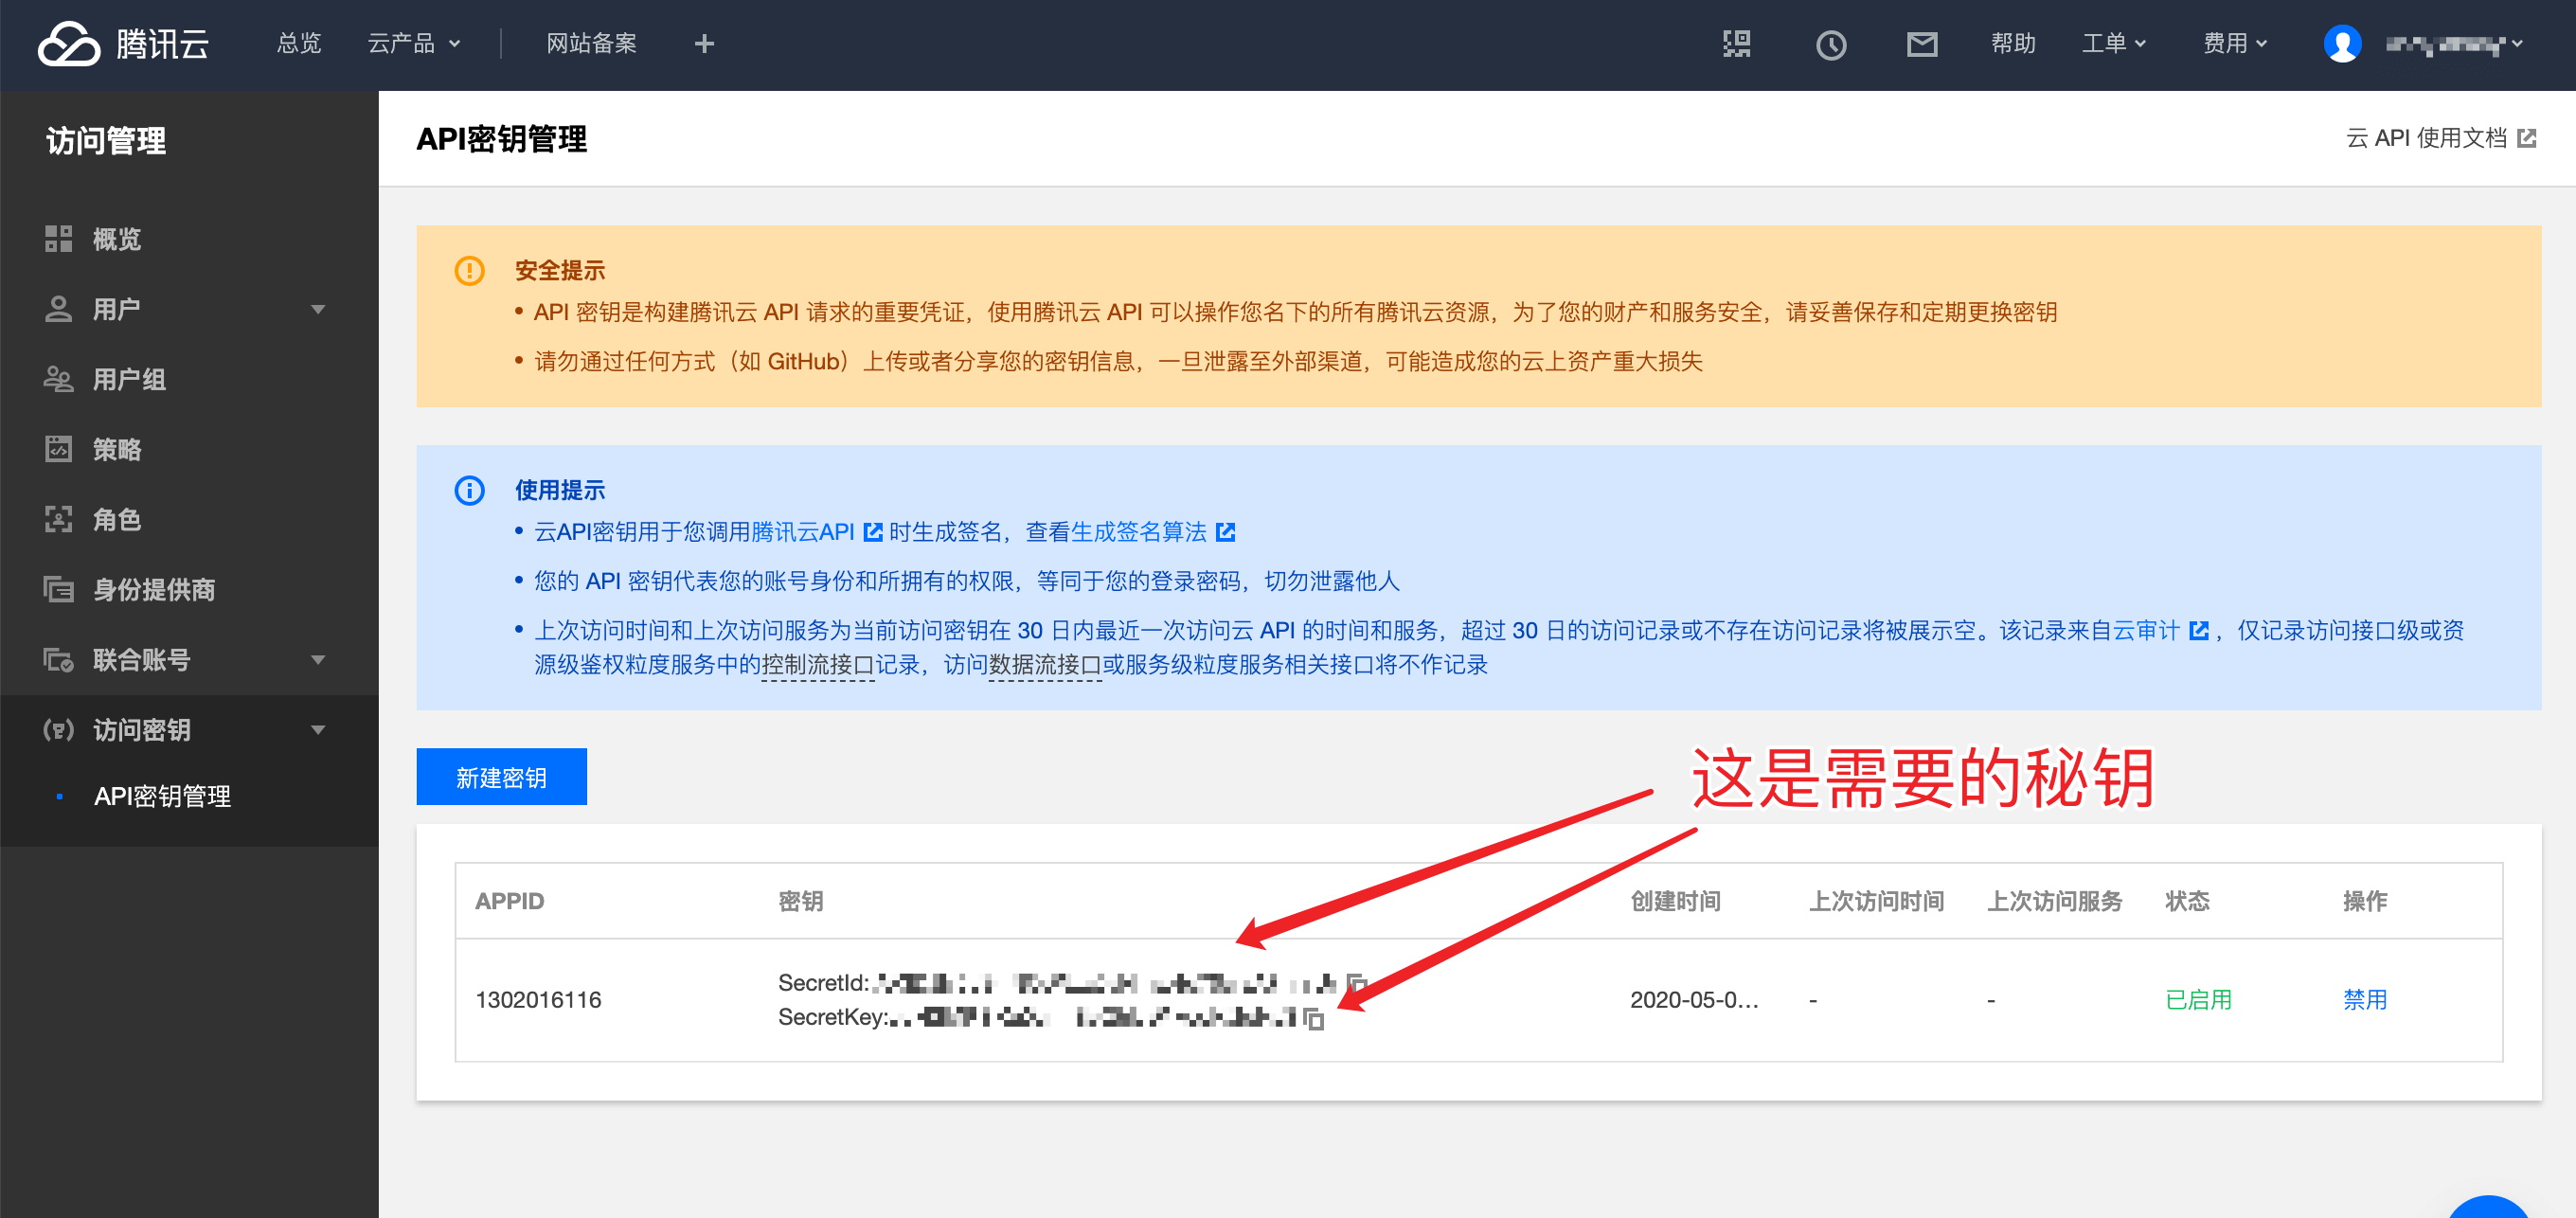 腾讯云
总览
云产品
网站备案
帮助
工单
费用
访问管理
概览
用户
用户组
策略
角色
身份提供商
联合账号
访问密钥
API密钥管理
API密钥管理
云 API 使用文档
安全提示
API 密钥是构建腾讯云 API 请求的重要凭证，使用腾讯云 API 可以操作您名下的所有腾讯云资源，为了您的财产和服务安全，请妥善保存和定期更换密钥
请勿通过任何方式（如 GitHub）上传或者分享您的密钥信息，一旦泄露至外部渠道，可能造成您的云上资产重大损失
使用提示
云API密钥用于您调用腾讯云API 时生成签名，查看生成签名算法
您的 API 密钥代表您的账号身份和所拥有的权限，等同于您的登录密码，切勿泄露他人
上次访问时间和上次访问服务为当前访问密钥在 30 日内最近一次访问云 API 的时间和服务，超过 30 日的访问记录或不存在访问记录将被展示空。该记录来自云审计 ，仅记录访问接口级或资
源级鉴权粒度服务中的控制流接口记录，访问数据流接口或服务级粒度服务相关接口将不作记录
新建密钥
这是需要的秘钥
APPID 密钥 创建时间 上次访问时间 上次访问服务 状态 操作
1302016116 SecretId: 2020-05-0... - - 已启用 禁用
SecretKey: